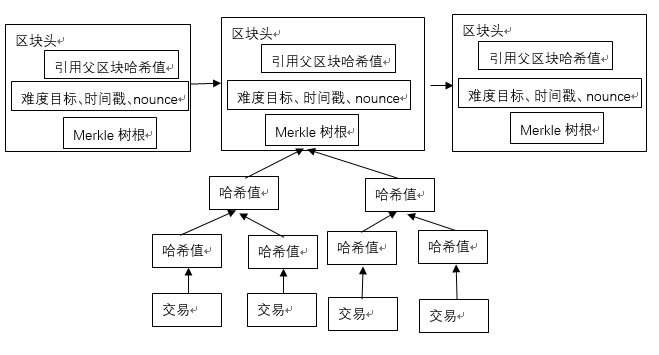 区块头
引用父区块哈希值
难度目标、时间戳、nounce
Merkle 树根
区块头
引用父区块哈希值
难度目标、时间戳、nounce
Merkle 树根
区块头
引用父区块哈希值
难度目标、时间戳、nounce
Merkle 树根
哈希值
哈希值
哈希值
哈希值
哈希值
哈希值
交易
交易
交易
交易